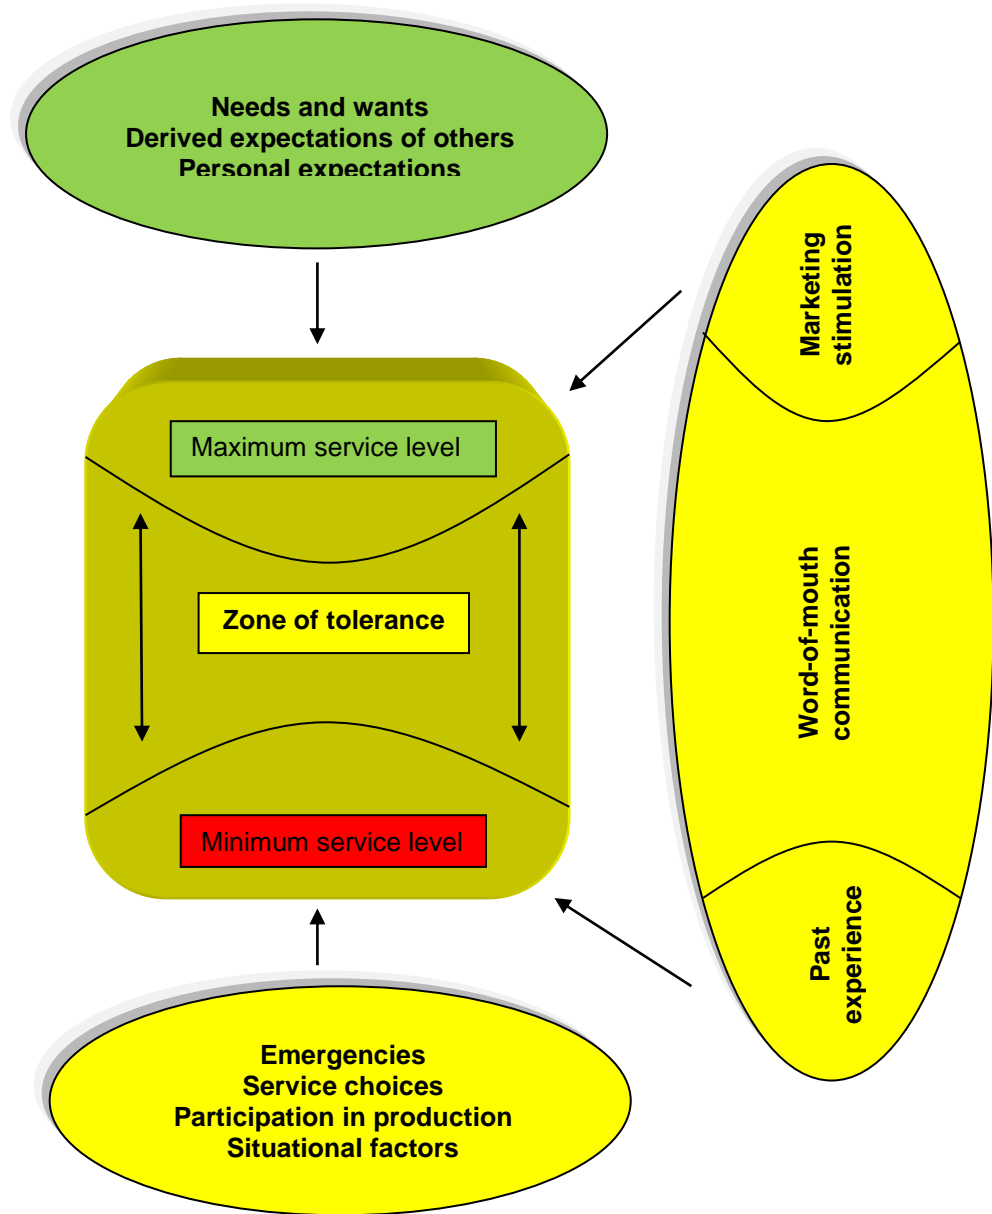 Needs and wants
Derived expectations of others
Personal expectations
Maximum service level
Zone of tolerance
Minimum service level
Emergencies
Service choices
Participation in production
Situational factors
Marketing
stimulation
Word-of-mouth
communication
Past
experience